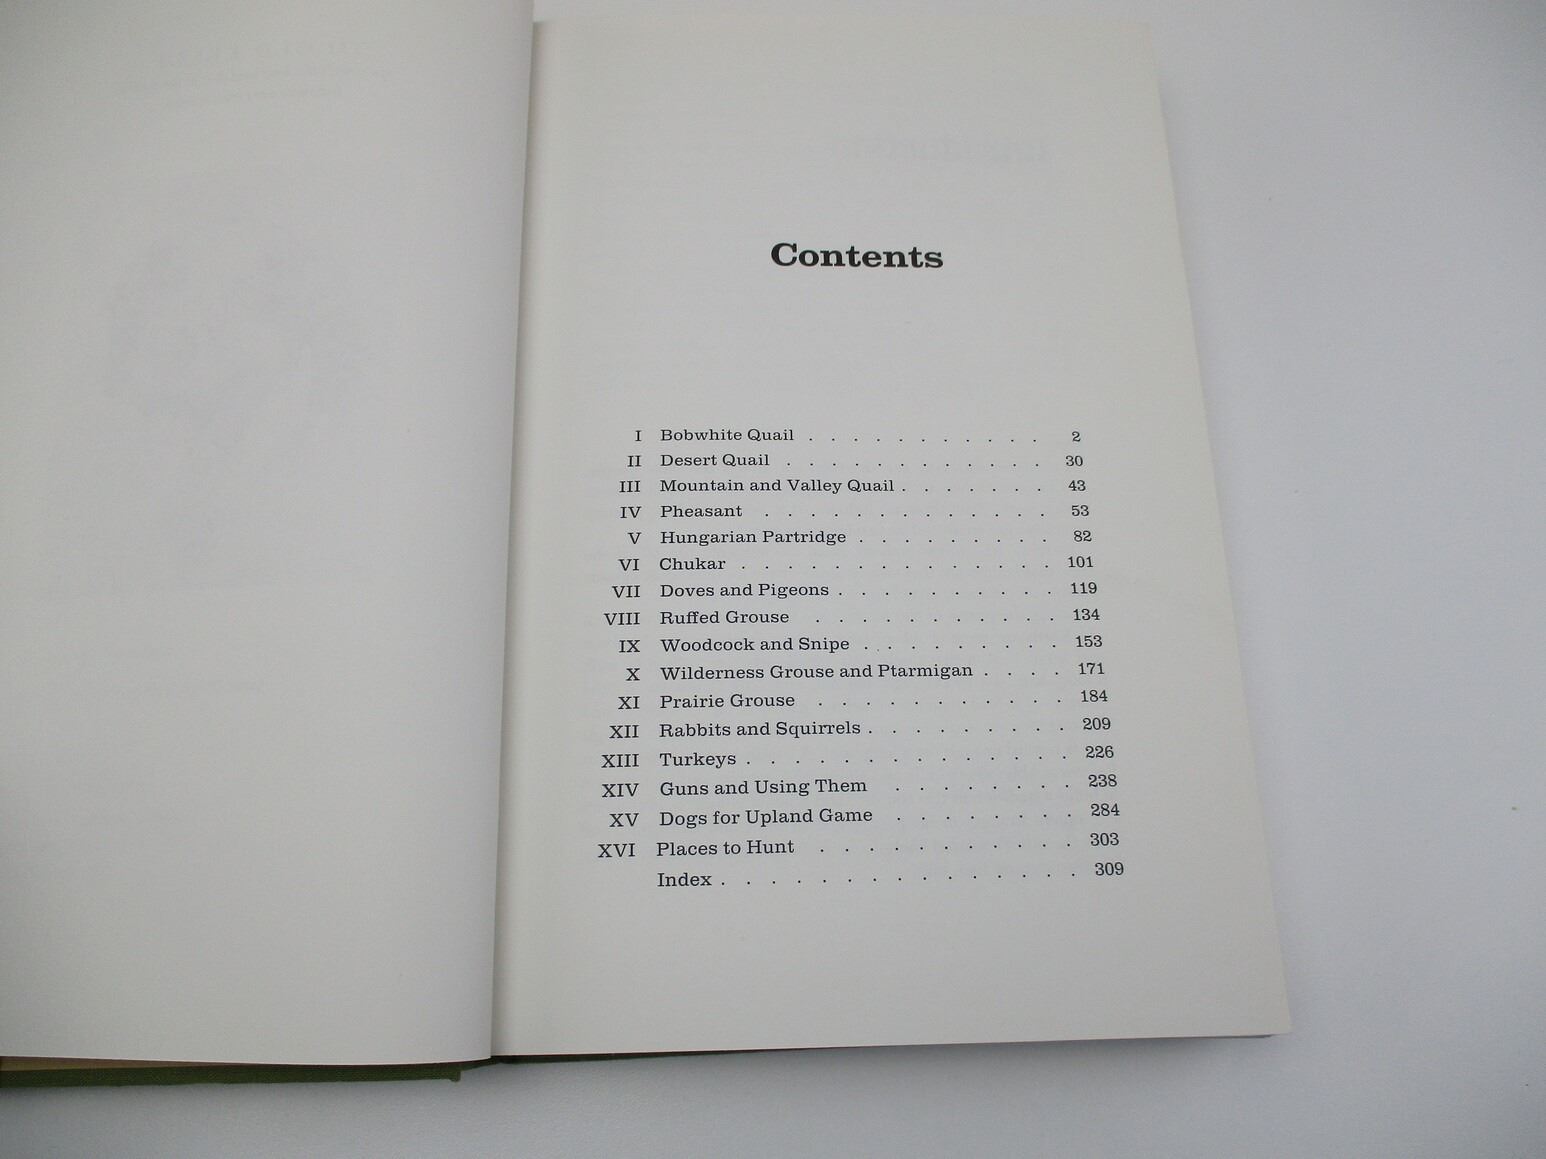 Contents
I Bobwhite Quail . . . . . . . . . . . 2
II Desert Quail . . . . . . . . . . . . 30
III Mountain and Valley Quail . . . . . . . 43
IV Pheasant . . . . . . . . . . . . . 53
V Hungarian Partridge . . . . . . . . . 82
VI Chukar . . . . . . . . . . . . . . 101
VII Doves and Pigeons . . . . . . . . . . 119
VIII Ruffed Grouse . . . . . . . . . . . 134
IX Woodcock and Snipe . . . . . . . . . 153
X Wilderness Grouse and Ptarmigan . . . . 171
XI Prairie Grouse . . . . . . . . . . . 184
XII Rabbits and Squirrels . . . . . . . . . 209
XIII Turkeys . . . . . . . . . . . . . . 226
XIV Guns and Using Them . . . . . . . . 238
XV Dogs for Upland Game . . . . . . . . 284
XVI Places to Hunt . . . . . . . . . . . 303
Index . . . . . . . . . . . . . . . 309